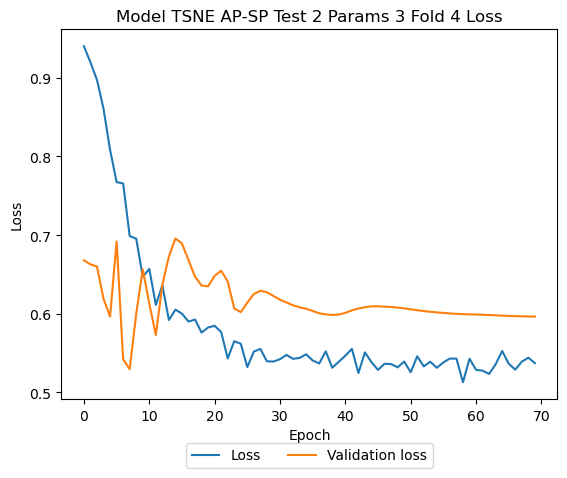 Model TSNE AP-SP Test 2 Params 3 Fold 4 Loss
Loss
0.9
0.8
0.7
0.6
0.5
0 10 20 30 40 50 60 70
Epoch
Loss Validation loss